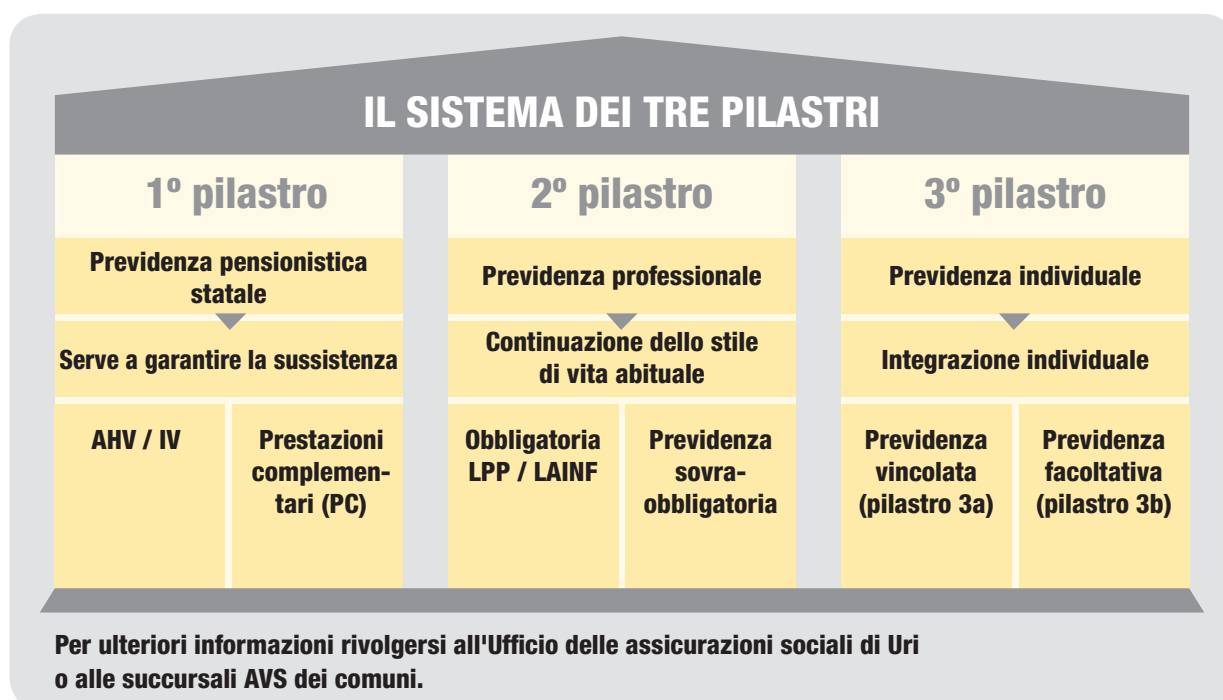 IL SISTEMA DEI TRE PILASTRI
1º pilastro
Previdenza pensionistica
statale
Serve a garantire la sussistenza
AHV / IV
Prestazioni
complemen-
tari (PC)
2º pilastro
Previdenza professionale
Continuazione dello stile
di vita abituale
Obbligatoria
LPP / LAINF
Previdenza
sovra-
obbligatoria
3º pilastro
Previdenza individuale
Integrazione individuale
Previdenza
vincolata
(pilastro 3a)
Previdenza
facoltativa
(pilastro 3b)
Per ulteriori informazioni rivolgersi all'Ufficio delle assicurazioni sociali di Uri
o alle succursali AVS dei comuni.